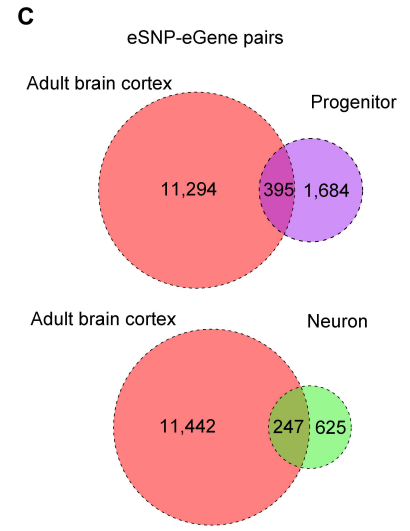 C
eSNP-eGene pairs
Adult brain cortex
Progenitor
11,294
395
1,684
Adult brain cortex
Neuron
11,442
247
625